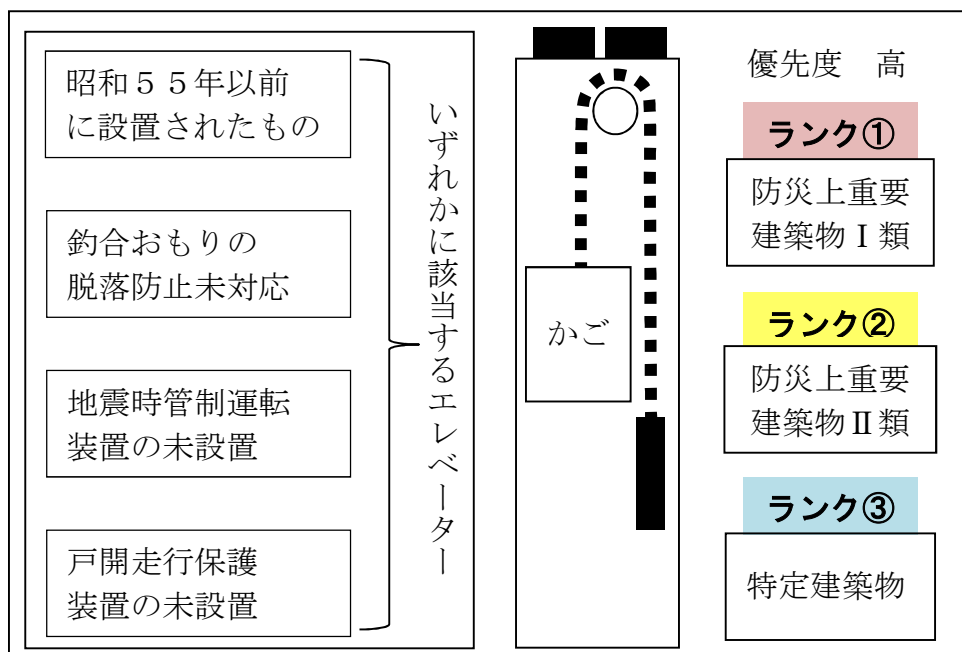 昭和５５年以前
に設置されたもの
釣合おもりの
脱落防止未対応
地震時管制運転
装置の未設置
戸開走行保護
装置の未設置
いずれかに該当するエレベーター
かご
優先度　高
ランク①
防災上重要
建築物Ⅰ類
ランク②
防災上重要
建築物Ⅱ類
ランク③
特定建築物